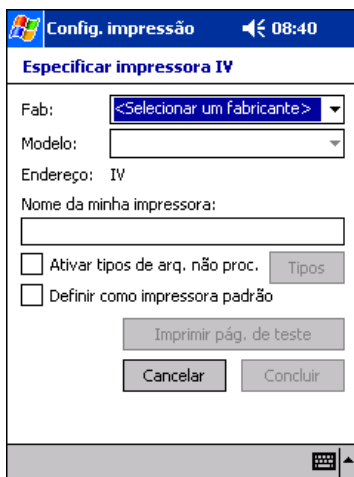 Config. impressão 08:40
Especificar impressora IV
Fab: <Selecionar um fabricante>
Modelo:
Endereço: IV
Nome da minha impressora:
Ativar tipos de arq. não proc. Tipos
Definir como impressora padrão
Imprimir pág. de teste
Cancelar Concluir